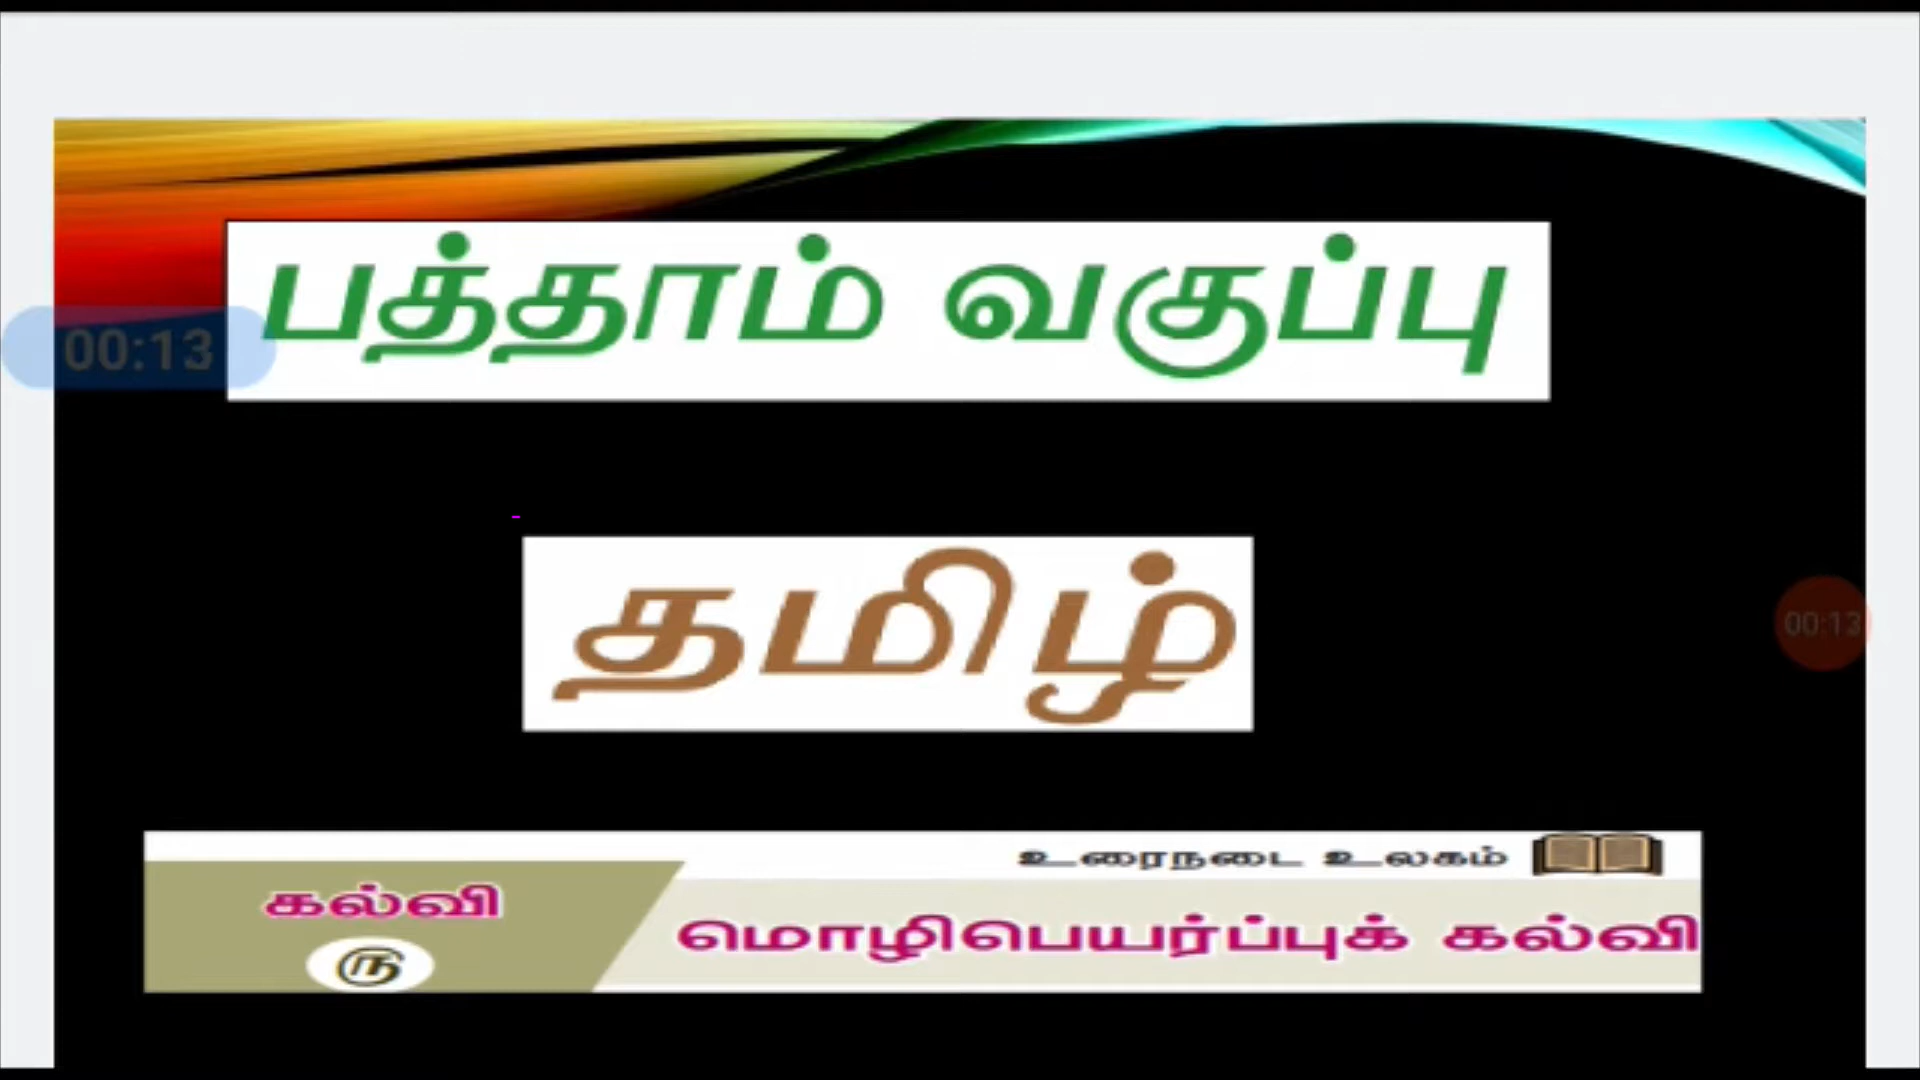 பத்தாம் வகுப்பு
00:13
தமிழ்
00:13
உரைநடை உலகம்
கல்வி
மொழிபெயர்ப்புக் கல்வி
௫